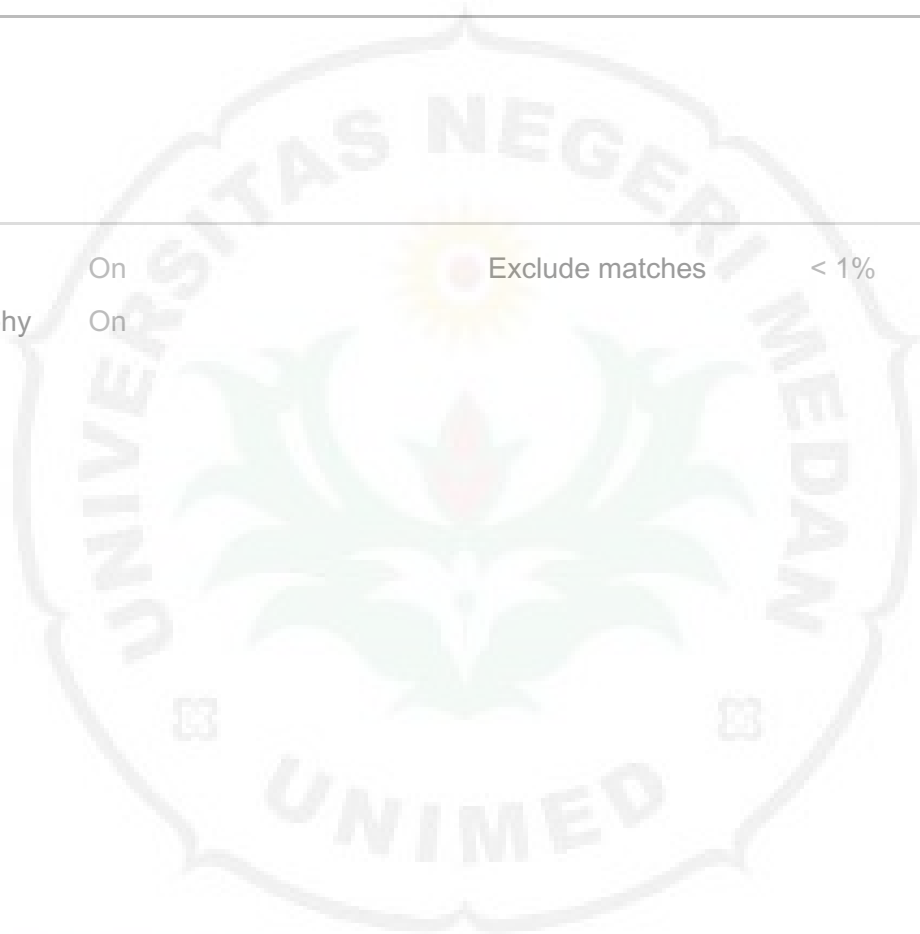 UNIVERSITAS NEGERI MEDAN
On
Exclude matches < 1%
hy On
UNIMED